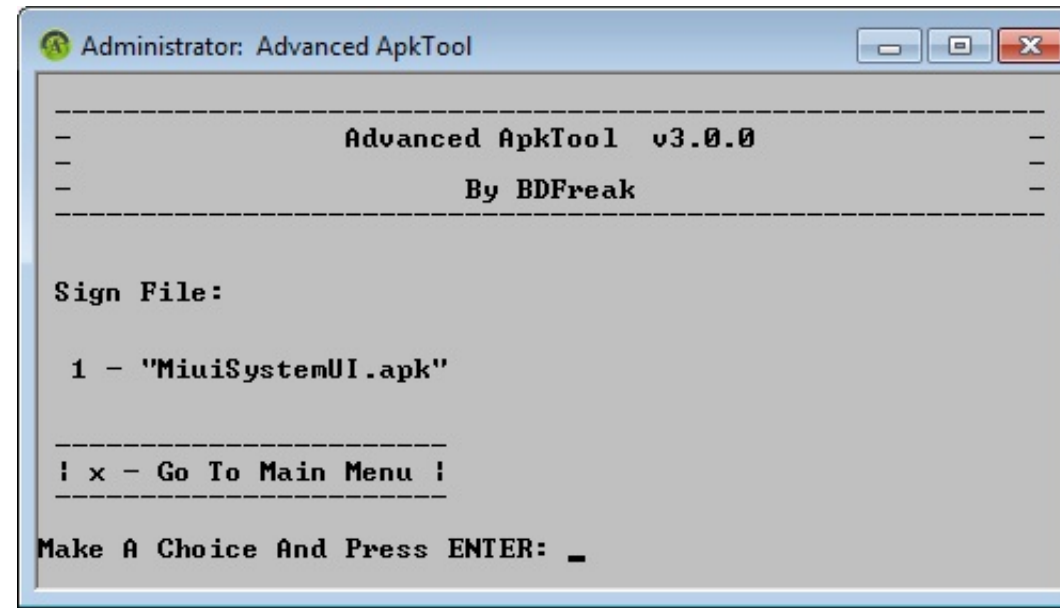 Administrator: Advanced ApkTool
Advanced ApkTool v3.0.0
By BDFreak
Sign File:
1 - "MiuiSystemUI.apk"
| x - Go To Main Menu |
Make A Choice And Press ENTER: _